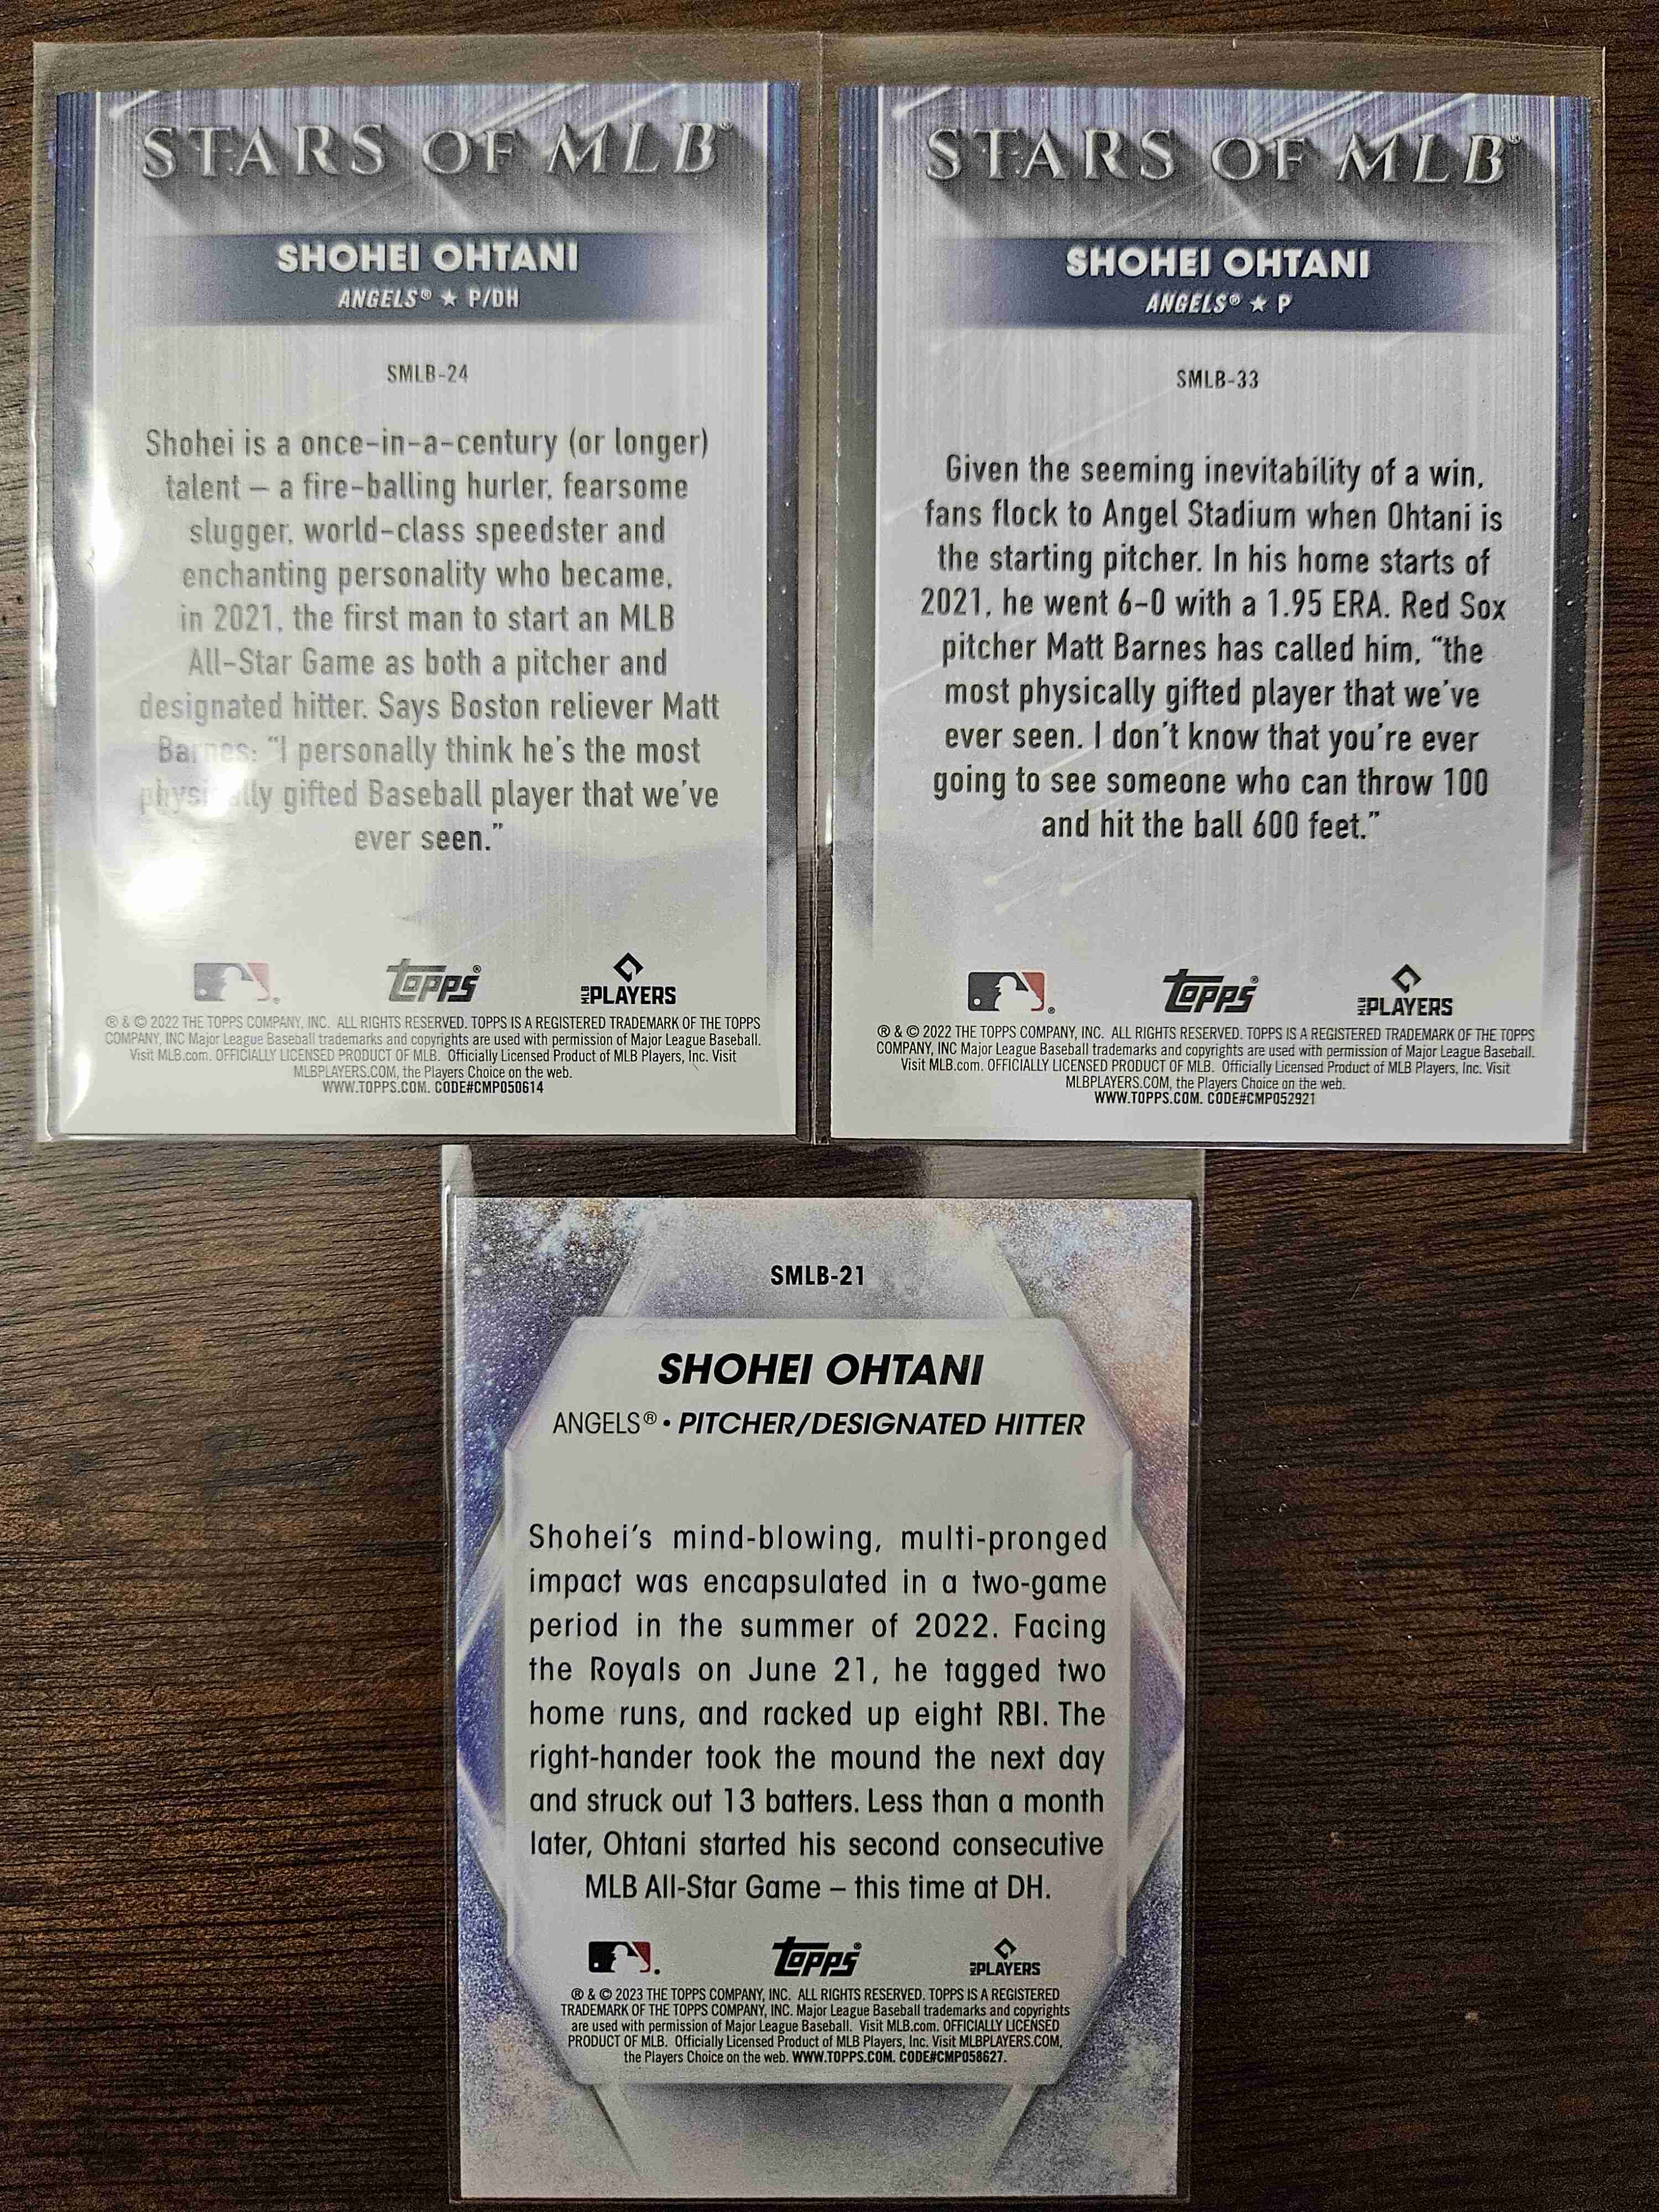 STARS OF MLB®
SHOHEI OHTANI
ANGELS® ★ P/DH
SMLB-24
Shohei is a once-in-a-century (or longer)
talent – a fire-balling hurler, fearsome
slugger, world-class speedster and
enchanting personality who became,
in 2021, the first man to start an MLB
All-Star Game as both a pitcher and
designated hitter. Says Boston reliever Matt
Barnes: “I personally think he's the most
physically gifted Baseball player that we've
ever seen.”
Topps®
MLB PLAYERS
® & © 2022 THE TOPPS COMPANY, INC. ALL RIGHTS RESERVED. TOPPS IS A REGISTERED TRADEMARK OF THE TOPPS
COMPANY, INC Major League Baseball trademarks and copyrights are used with permission of Major League Baseball.
Visit MLB.com. OFFICIALLY LICENSED PRODUCT OF MLB. Officially Licensed Product of MLB Players, Inc. Visit
MLBPLAYERS.COM, the Players Choice on the web.
WWW.TOPPS.COM. CODE#CMP050614
STARS OF MLB®
SHOHEI OHTANI
ANGELS® ★ P
SMLB-33
Given the seeming inevitability of a win,
fans flock to Angel Stadium when Ohtani is
the starting pitcher. In his home starts of
2021, he went 6-0 with a 1.95 ERA. Red Sox
pitcher Matt Barnes has called him, “the
most physically gifted player that we've
ever seen. I don't know that you're ever
going to see someone who can throw 100
and hit the ball 600 feet.”
Topps®
MLB PLAYERS
® & © 2022 THE TOPPS COMPANY, INC. ALL RIGHTS RESERVED. TOPPS IS A REGISTERED TRADEMARK OF THE TOPPS
COMPANY, INC Major League Baseball trademarks and copyrights are used with permission of Major League Baseball.
Visit MLB.com. OFFICIALLY LICENSED PRODUCT OF MLB. Officially Licensed Product of MLB Players, Inc. Visit
MLBPLAYERS.COM, the Players Choice on the web.
WWW.TOPPS.COM. CODE#CMP052921
SMLB-21
SHOHEI OHTANI
ANGELS® • PITCHER/DESIGNATED HITTER
Shohei's mind-blowing, multi-pronged
impact was encapsulated in a two-game
period in the summer of 2022. Facing
the Royals on June 21, he tagged two
home runs, and racked up eight RBI. The
right-hander took the mound the next day
and struck out 13 batters. Less than a month
later, Ohtani started his second consecutive
MLB All-Star Game – this time at DH.
Topps®
MLB PLAYERS
® & © 2023 THE TOPPS COMPANY, INC. ALL RIGHTS RESERVED. TOPPS IS A REGISTERED
TRADEMARK OF THE TOPPS COMPANY, INC. Major League Baseball trademarks and copyrights
are used with permission of Major League Baseball. Visit MLB.com. OFFICIALLY LICENSED
PRODUCT OF MLB. Officially Licensed Product of MLB Players, Inc. Visit MLBPLAYERS.COM,
the Players Choice on the web. WWW.TOPPS.COM. CODE#CMP058627.